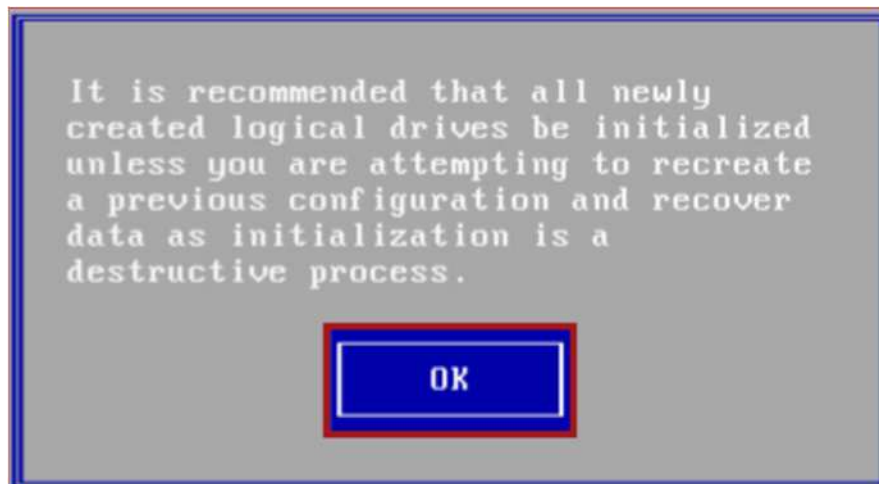 It is recommended that all newly
created logical drives be initialized
unless you are attempting to recreate
a previous configuration and recover
data as initialization is a
destructive process.
OK